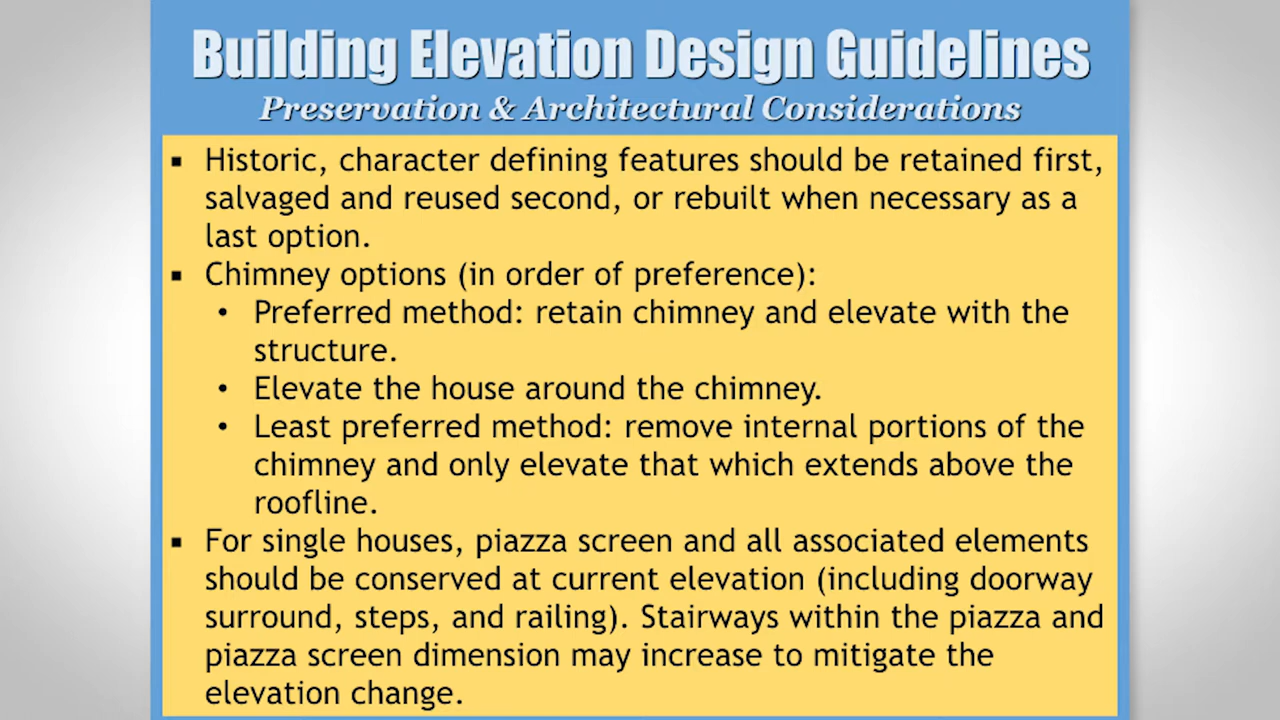 Building Elevation Design Guidelines
Preservation & Architectural Considerations
▪ Historic, character defining features should be retained first,
salvaged and reused second, or rebuilt when necessary as a
last option.
▪ Chimney options (in order of preference):
• Preferred method: retain chimney and elevate with the
structure.
• Elevate the house around the chimney.
• Least preferred method: remove internal portions of the
chimney and only elevate that which extends above the
roofline.
▪ For single houses, piazza screen and all associated elements
should be conserved at current elevation (including doorway
surround, steps, and railing). Stairways within the piazza and
piazza screen dimension may increase to mitigate the
elevation change.